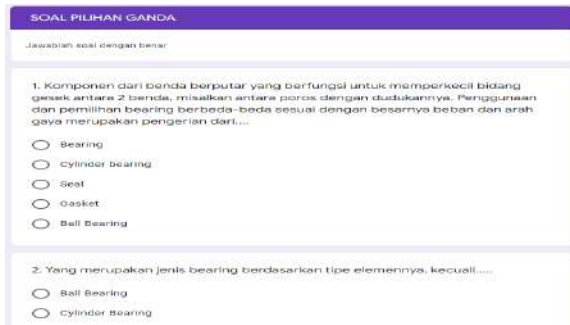 SOAL PILIHAN GANDA
Jawablah soal dengan benar
1. Komponen dari benda berputar yang berfungsi untuk memperkecil bidang
gesek antara 2 benda, misalkan antara poros dengan dudukannya. Penggunaan
dan pemilihan bearing berbeda-beda sesuai dengan besarnya beban dan arah
gaya merupakan pengerian dari....
Bearing
Cylinder bearing
Seal
Gasket
Ball Bearing
2. Yang merupakan jenis bearing berdasarkan tipe elemennya, kecuali.....
Ball Bearing
Cylinder Bearing